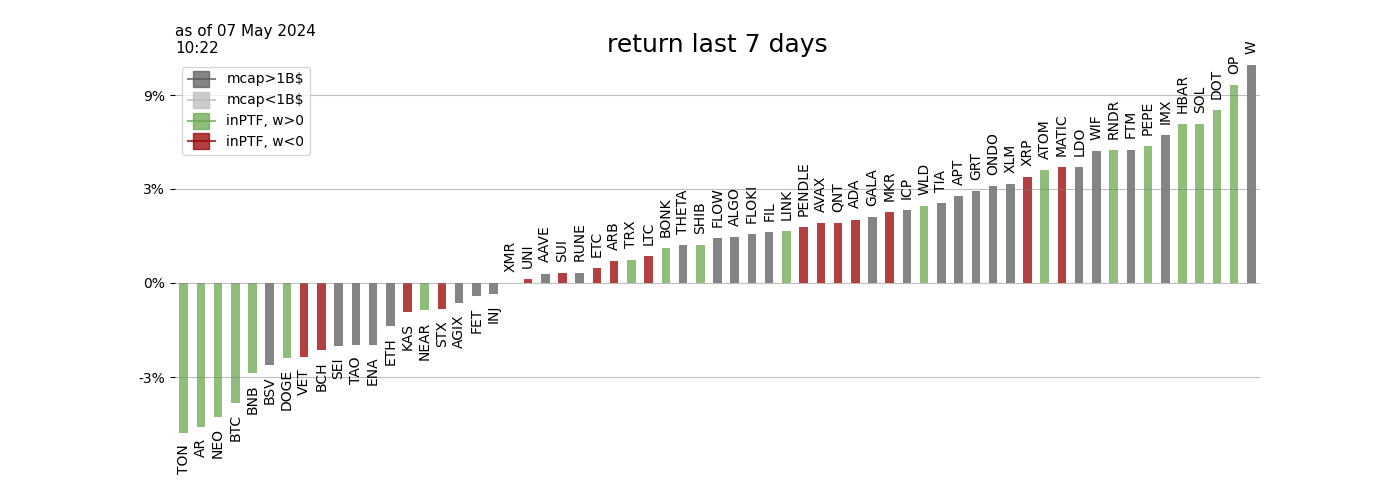 as of 07 May 2024
10:22
return last 7 days
mcap>1B$
mcap<1B$
inPTF, w>0
inPTF, w<0
9%
3%
0%
-3%
TON
AR
NEO
BTC
BNB
BSV
DOGE
VET
BCH
SEI
TAO
ENA
ETH
KAS
NEAR
STX
AGIX
FET
INJ
XMR
UNI
AAVE
SUI
RUNE
ETC
ARB
TRX
LTC
BONK
THETA
SHIB
FLOW
ALGO
FLOKI
FIL
LINK
PENDLE
AVAX
QNT
ADA
GALA
MKR
ICP
WLD
TIA
APT
GRT
ONDO
XLM
XRP
ATOM
MATIC
LDO
WIF
RNDR
FTM
PEPE
IMX
HBAR
SOL
DOT
OP
W